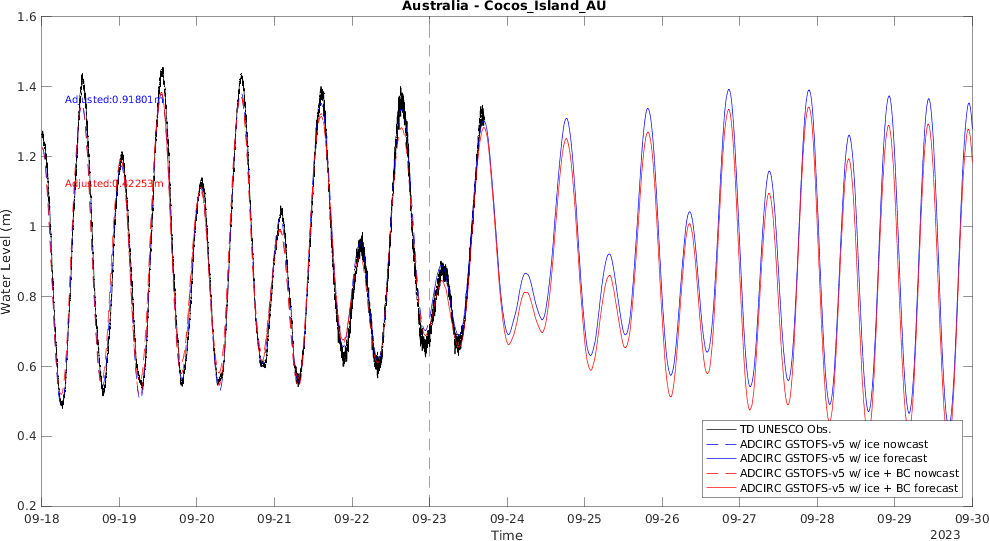 Australia - Cocos_Island_AU
1.6
1.4
1.2
1
0.8
0.6
0.4
0.2
Water Level (m)
Adjusted:0.91801m
Adjusted:0.42253m
TD UNESCO Obs.
ADCIRC GSTOFS-v5 w/ ice nowcast
ADCIRC GSTOFS-v5 w/ ice forecast
ADCIRC GSTOFS-v5 w/ ice + BC nowcast
ADCIRC GSTOFS-v5 w/ ice + BC forecast
09-18 09-19 09-20 09-21 09-22 09-23 09-24 09-25 09-26 09-27 09-28 09-29 09-30
Time
2023